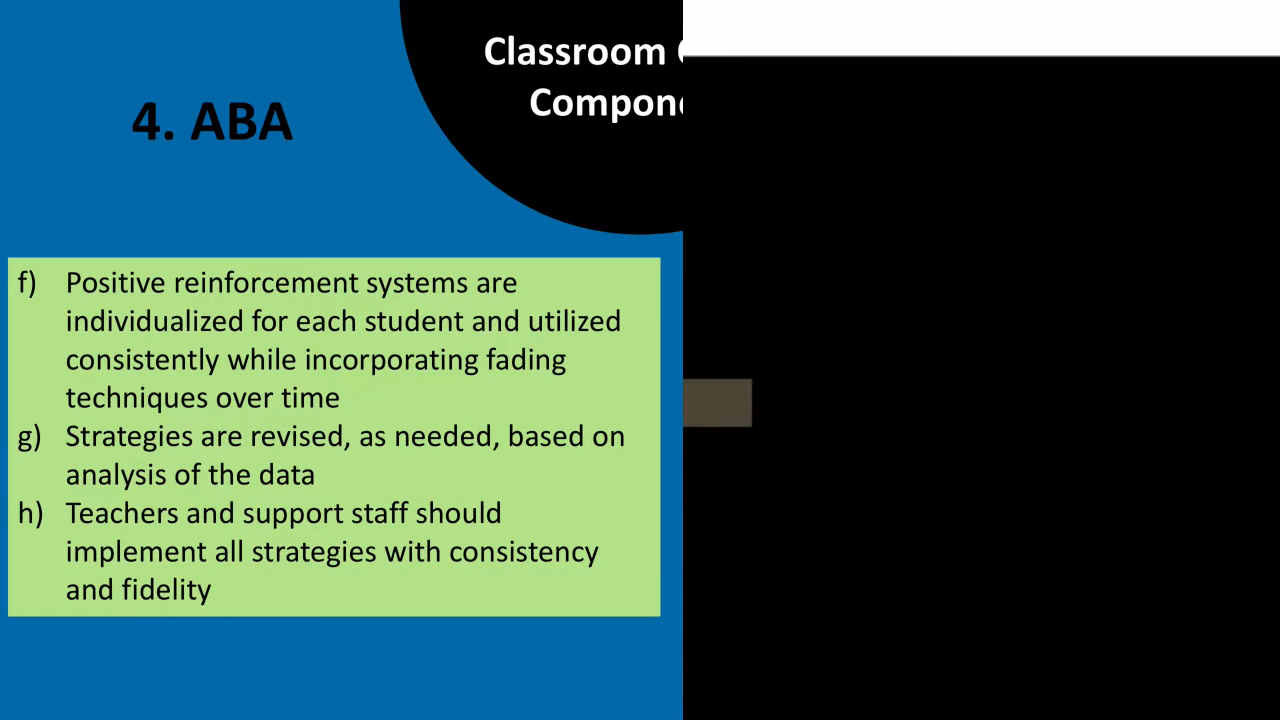 Classroom
Compone
4. ABA
f) Positive reinforcement systems are
individualized for each student and utilized
consistently while incorporating fading
techniques over time
g) Strategies are revised, as needed, based on
analysis of the data
h) Teachers and support staff should
implement all strategies with consistency
and fidelity